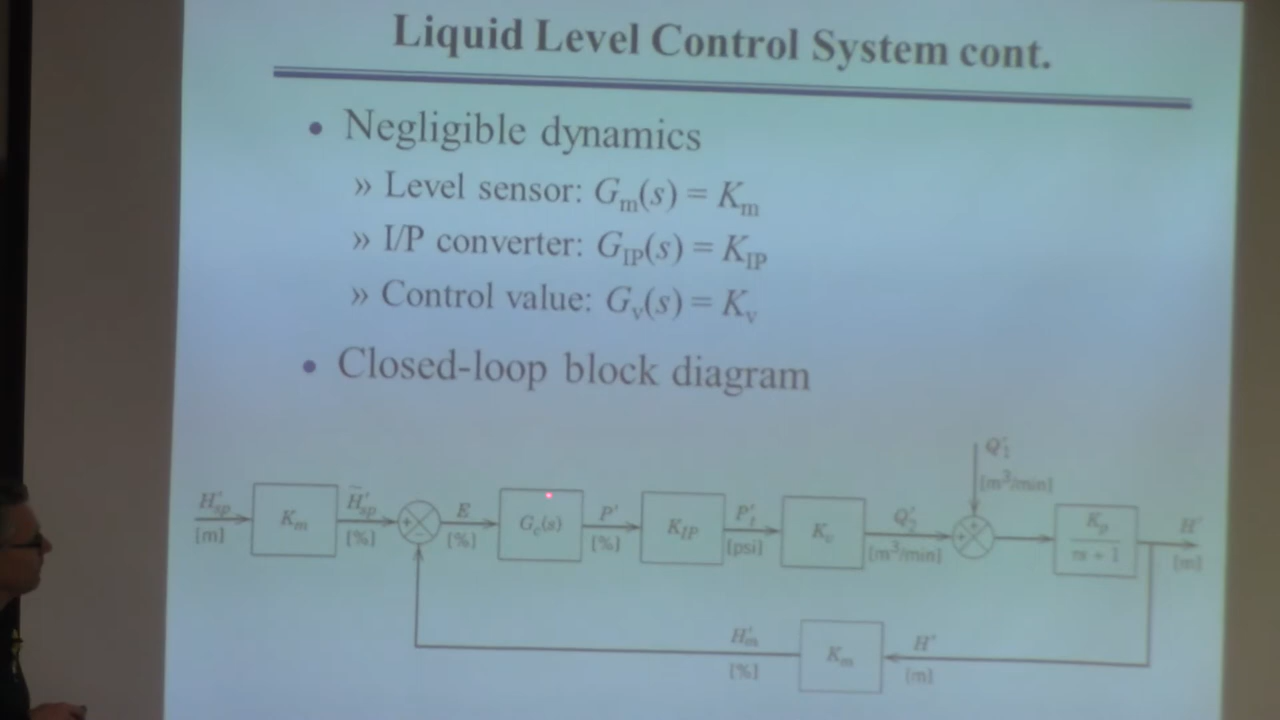 Liquid Level Control System cont.
• Negligible dynamics
» Level sensor: Gm(s) = Km
» I/P converter: GIP(s) = KIP
» Control value: Gv(s) = Kv
• Closed-loop block diagram
H'sp
[m]
Km
H̃'sp
[%]
+
−
E
[%]
Gc(s)
P'
[%]
KIP
P't
[psi]
Kv
Q'2
[m³/min]
Q'1
[m³/min]
+
+
Kp
τs + 1
H'
[m]
H'm
[%]
Km
H'
[m]